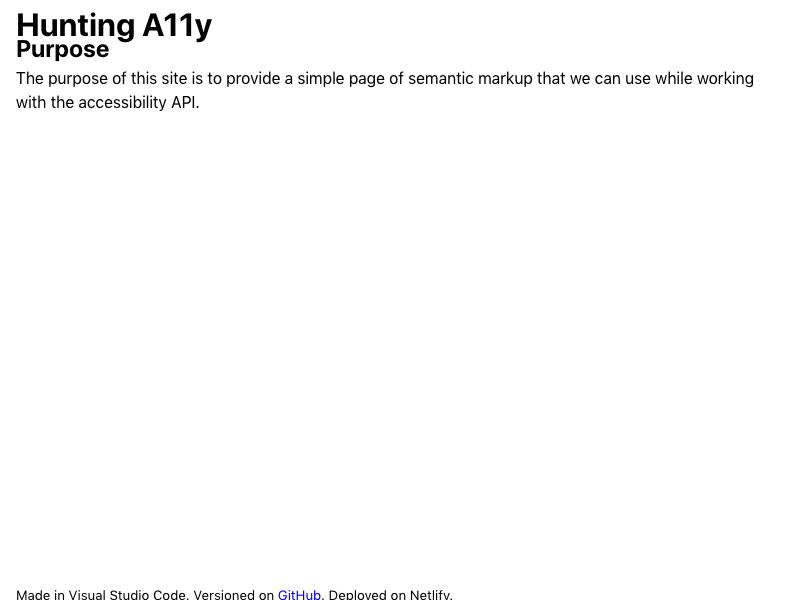 Hunting A11y
Purpose
The purpose of this site is to provide a simple page of semantic markup that we can use while working
with the accessibility API.
Made in Visual Studio Code. Versioned on GitHub. Deployed on Netlify.